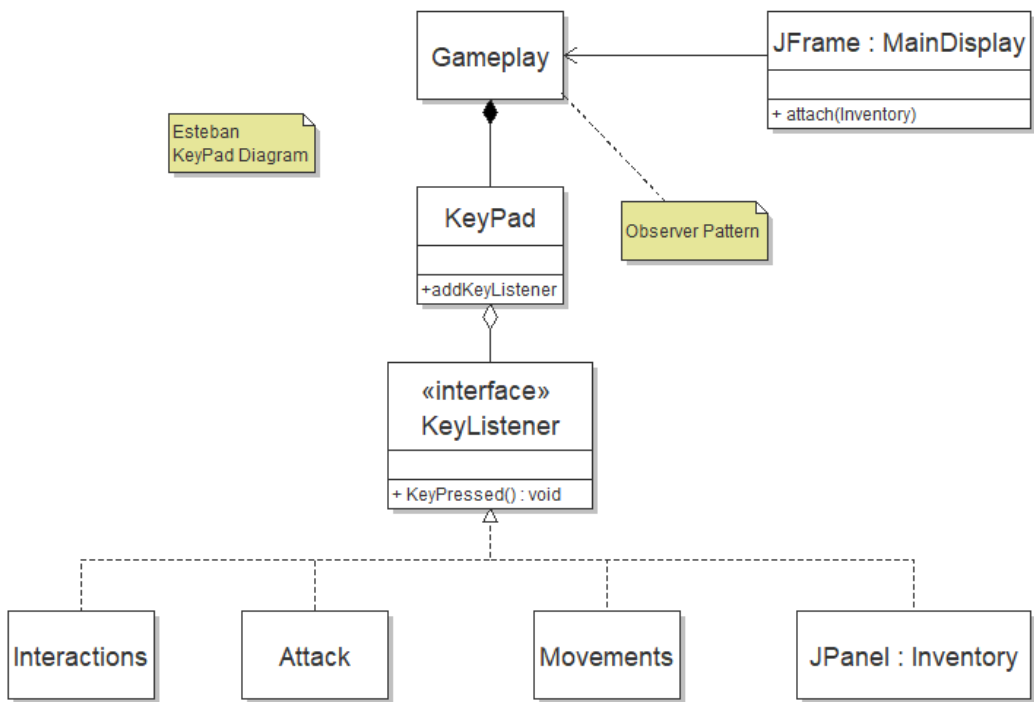 Gameplay
JFrame : MainDisplay
+ attach(Inventory)
Esteban
KeyPad Diagram
KeyPad
+addKeyListener
Observer Pattern
«interface»
KeyListener
+ KeyPressed() : void
Interactions
Attack
Movements
JPanel : Inventory